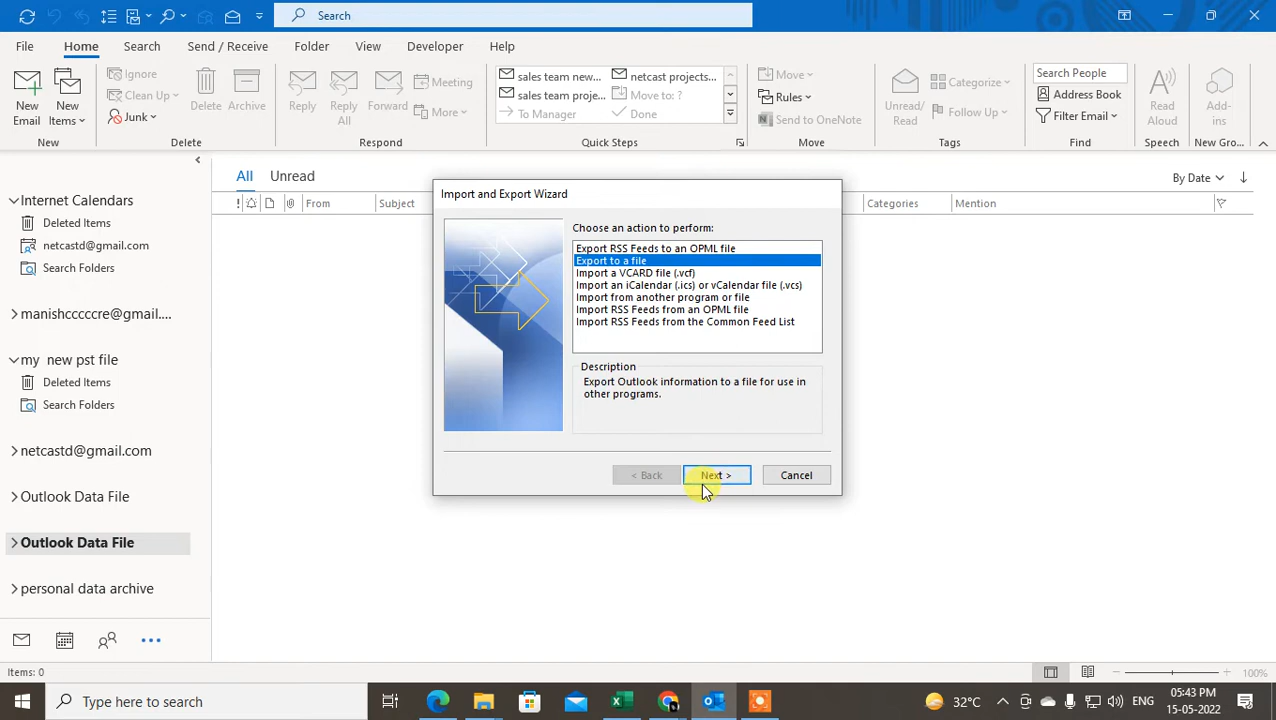 Search
File Home Search Send / Receive Folder View Developer Help
New Email
New Items
New
Ignore
Clean Up
Junk
Delete
Archive
Delete
Reply
Reply All
Forward
Meeting
More
Respond
sales team new...
sales team proje...
To Manager
netcast projects...
Move to: ?
Done
Quick Steps
Move
Rules
Send to OneNote
Move
Unread/ Read
Categorize
Follow Up
Tags
Search People
Address Book
Filter Email
Find
Read Aloud
Speech
Add-ins
New Gro...
All Unread
By Date
! From Subject Categories Mention
Internet Calendars
Deleted Items
netcastd@gmail.com
Search Folders
manishcccccre@gmail....
my new pst file
Deleted Items
Search Folders
netcastd@gmail.com
Outlook Data File
Outlook Data File
personal data archive
Import and Export Wizard
Choose an action to perform:
Export RSS Feeds to an OPML file
Export to a file
Import a VCARD file (.vcf)
Import an iCalendar (.ics) or vCalendar file (.vcs)
Import from another program or file
Import RSS Feeds from an OPML file
Import RSS Feeds from the Common Feed List
Description
Export Outlook information to a file for use in
other programs.
< Back Next > Cancel
Items: 0
100%
Type here to search
32°C
ENG
05:43 PM
15-05-2022